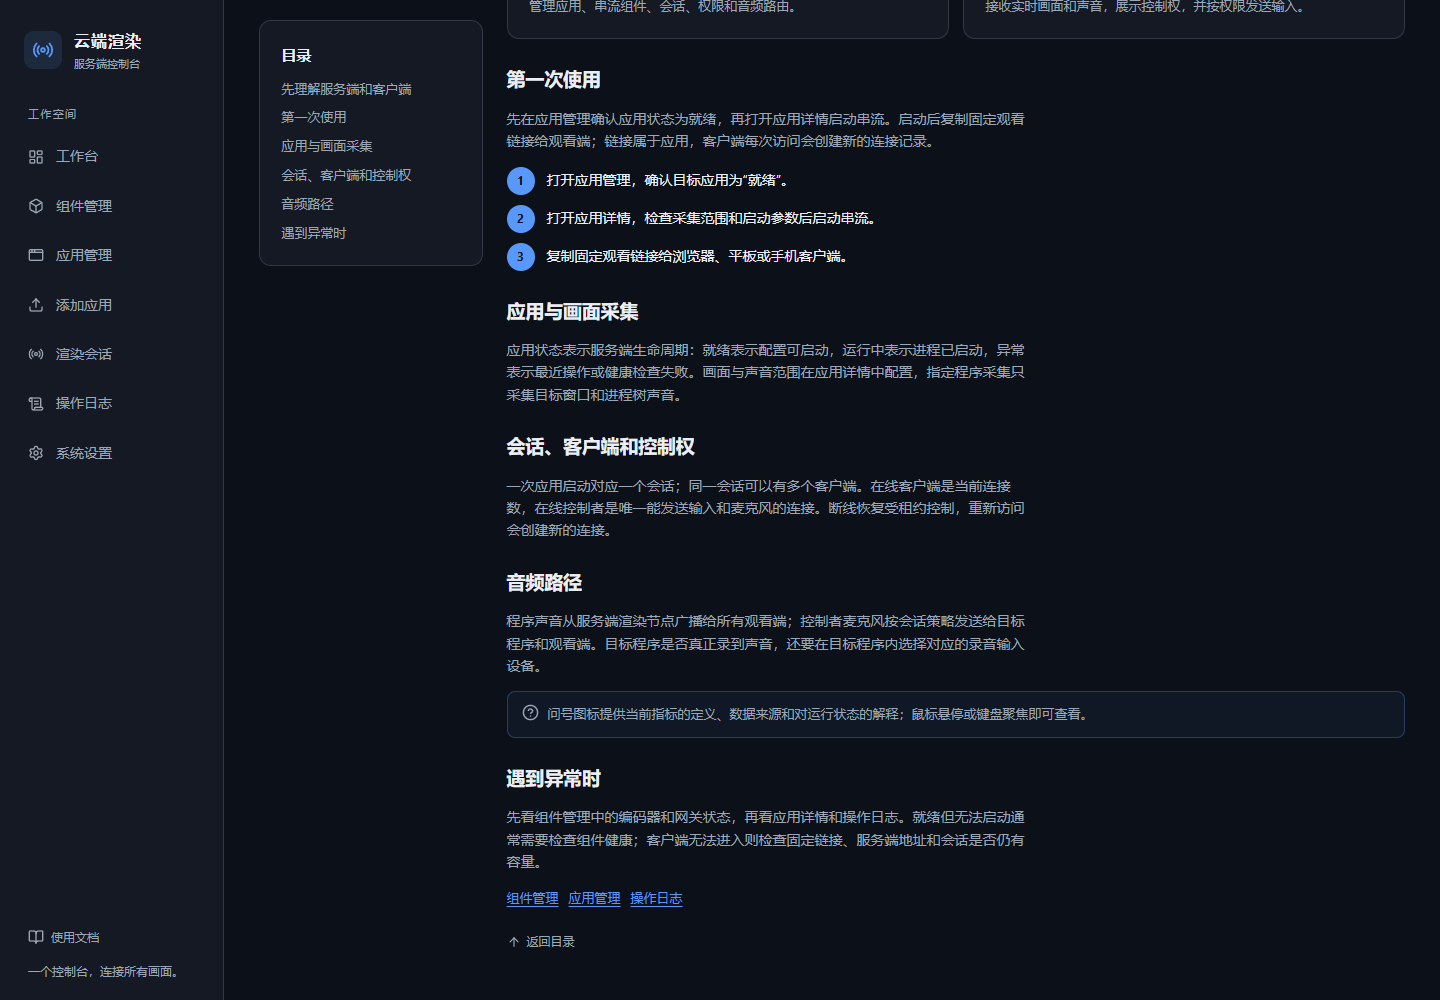 云端渲染
服务端控制台
工作空间
工作台
组件管理
应用管理
添加应用
渲染会话
操作日志
系统设置
使用文档
一个控制台，连接所有画面。
目录
先理解服务端和客户端
第一次使用
应用与画面采集
会话、客户端和控制权
音频路径
遇到异常时
管理应用、串流组件、会话、权限和音频路由。
接收实时画面和声音，展示控制权，并按权限发送输入。
第一次使用
先在应用管理确认应用状态为就绪，再打开应用详情启动串流。启动后复制固定观看
链接给观看端；链接属于应用，客户端每次访问会创建新的连接记录。
1 打开应用管理，确认目标应用为“就绪”。
2 打开应用详情，检查采集范围和启动参数后启动串流。
3 复制固定观看链接给浏览器、平板或手机客户端。
应用与画面采集
应用状态表示服务端生命周期：就绪表示配置可启动，运行中表示进程已启动，异常
表示最近操作或健康检查失败。画面与声音范围在应用详情中配置，指定程序采集只
采集目标窗口和进程树声音。
会话、客户端和控制权
一次应用启动对应一个会话；同一会话可以有多个客户端。在线客户端是当前连接
数，在线控制者是唯一能发送输入和麦克风的连接。断线恢复受租约控制，重新访问
会创建新的连接。
音频路径
程序声音从服务端渲染节点广播给所有观看端；控制者麦克风按会话策略发送给目标
程序和观看端。目标程序是否真正录到声音，还要在目标程序内选择对应的录音输入
设备。
问号图标提供当前指标的定义、数据来源和对运行状态的解释；鼠标悬停或键盘聚焦即可查看。
遇到异常时
先看组件管理中的编码器和网关状态，再看应用详情和操作日志。就绪但无法启动通
常需要检查组件健康；客户端无法进入则检查固定链接、服务端地址和会话是否仍有
容量。
组件管理 应用管理 操作日志
返回目录